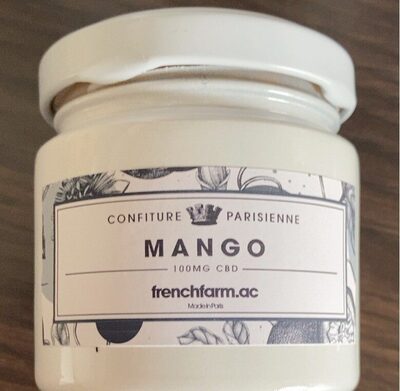 CONFITURE PARISIENNE
MANGO
100MG CBD
frenchfarm.ac
Made in Paris